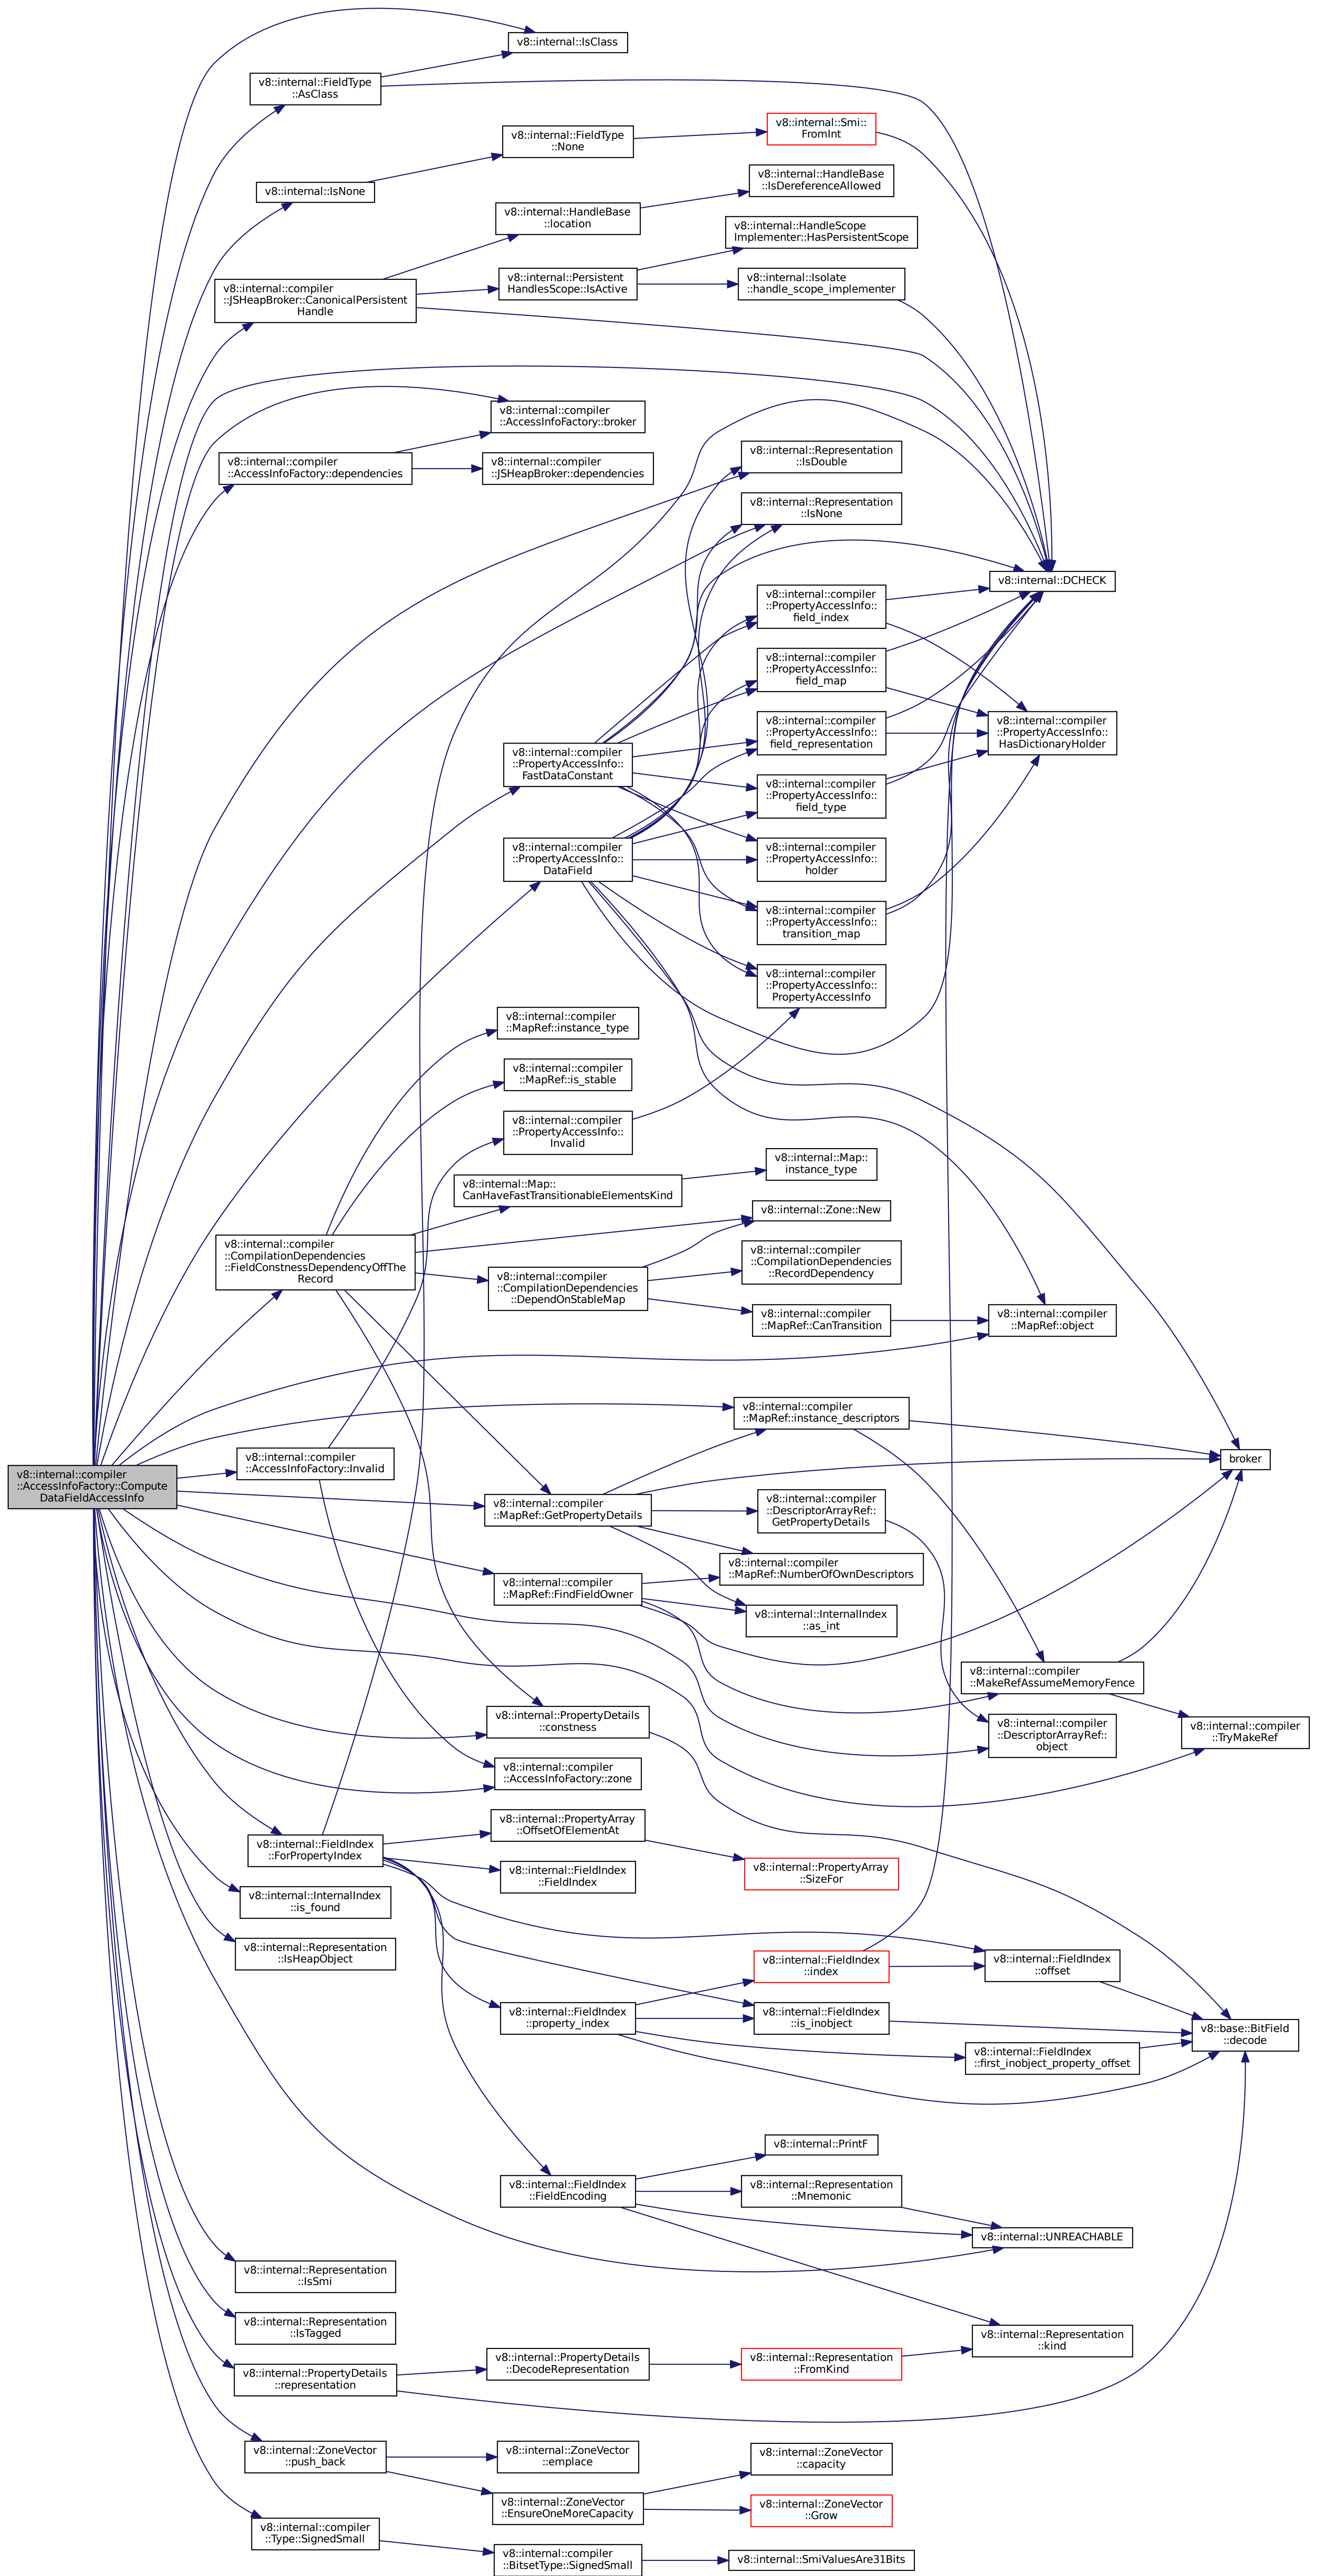 v8::internal::IsClass
v8::internal::FieldType
::AsClass
v8::internal::Smi::
FromInt
v8::internal::FieldType
::None
v8::internal::HandleBase
::IsDereferenceAllowed
v8::internal::IsNone
v8::internal::HandleBase
::location
v8::internal::HandleScope
Implementer::HasPersistentScope
v8::internal::compiler
::JSHeapBroker::CanonicalPersistent
Handle
v8::internal::Persistent
HandlesScope::IsActive
v8::internal::Isolate
::handle_scope_implementer
v8::internal::compiler
::AccessInfoFactory::broker
v8::internal::compiler
::AccessInfoFactory::dependencies
v8::internal::compiler
::JSHeapBroker::dependencies
v8::internal::Representation
::IsDouble
v8::internal::Representation
::IsNone
v8::internal::DCHECK
v8::internal::compiler
::PropertyAccessInfo::
field_index
v8::internal::compiler
::PropertyAccessInfo::
field_map
v8::internal::compiler
::PropertyAccessInfo::
field_representation
v8::internal::compiler
::PropertyAccessInfo::
HasDictionaryHolder
v8::internal::compiler
::PropertyAccessInfo::
FastDataConstant
v8::internal::compiler
::PropertyAccessInfo::
field_type
v8::internal::compiler
::PropertyAccessInfo::
DataField
v8::internal::compiler
::PropertyAccessInfo::
holder
v8::internal::compiler
::PropertyAccessInfo::
transition_map
v8::internal::compiler
::PropertyAccessInfo::
PropertyAccessInfo
v8::internal::compiler
::MapRef::instance_type
v8::internal::compiler
::MapRef::is_stable
v8::internal::compiler
::PropertyAccessInfo::
Invalid
v8::internal::Map::
instance_type
v8::internal::Map::
CanHaveFastTransitionableElementsKind
v8::internal::Zone::New
v8::internal::compiler
::CompilationDependencies
::FieldConstnessDependencyOffThe
Record
v8::internal::compiler
::CompilationDependencies
::RecordDependency
v8::internal::compiler
::CompilationDependencies
::DependOnStableMap
v8::internal::compiler
::MapRef::CanTransition
v8::internal::compiler
::MapRef::object
v8::internal::compiler
::MapRef::instance_descriptors
broker
v8::internal::compiler
::AccessInfoFactory::Invalid
v8::internal::compiler
::AccessInfoFactory::Compute
DataFieldAccessInfo
v8::internal::compiler
::MapRef::GetPropertyDetails
v8::internal::compiler
::DescriptorArrayRef::
GetPropertyDetails
v8::internal::compiler
::MapRef::NumberOfOwnDescriptors
v8::internal::compiler
::MapRef::FindFieldOwner
v8::internal::InternalIndex
::as_int
v8::internal::compiler
::MakeRefAssumeMemoryFence
v8::internal::PropertyDetails
::constness
v8::internal::compiler
::DescriptorArrayRef::
object
v8::internal::compiler
::TryMakeRef
v8::internal::compiler
::AccessInfoFactory::zone
v8::internal::PropertyArray
::OffsetOfElementAt
v8::internal::FieldIndex
::ForPropertyIndex
v8::internal::FieldIndex
::FieldIndex
v8::internal::PropertyArray
::SizeFor
v8::internal::InternalIndex
::is_found
v8::internal::Representation
::IsHeapObject
v8::internal::FieldIndex
::index
v8::internal::FieldIndex
::offset
v8::internal::FieldIndex
::property_index
v8::internal::FieldIndex
::is_inobject
v8::base::BitField
::decode
v8::internal::FieldIndex
::first_inobject_property_offset
v8::internal::PrintF
v8::internal::FieldIndex
::FieldEncoding
v8::internal::Representation
::Mnemonic
v8::internal::UNREACHABLE
v8::internal::Representation
::IsSmi
v8::internal::Representation
::IsTagged
v8::internal::Representation
::kind
v8::internal::PropertyDetails
::representation
v8::internal::PropertyDetails
::DecodeRepresentation
v8::internal::Representation
::FromKind
v8::internal::ZoneVector
::push_back
v8::internal::ZoneVector
::emplace
v8::internal::ZoneVector
::capacity
v8::internal::ZoneVector
::EnsureOneMoreCapacity
v8::internal::ZoneVector
::Grow
v8::internal::compiler
::Type::SignedSmall
v8::internal::compiler
::BitsetType::SignedSmall
v8::internal::SmiValuesAre31Bits